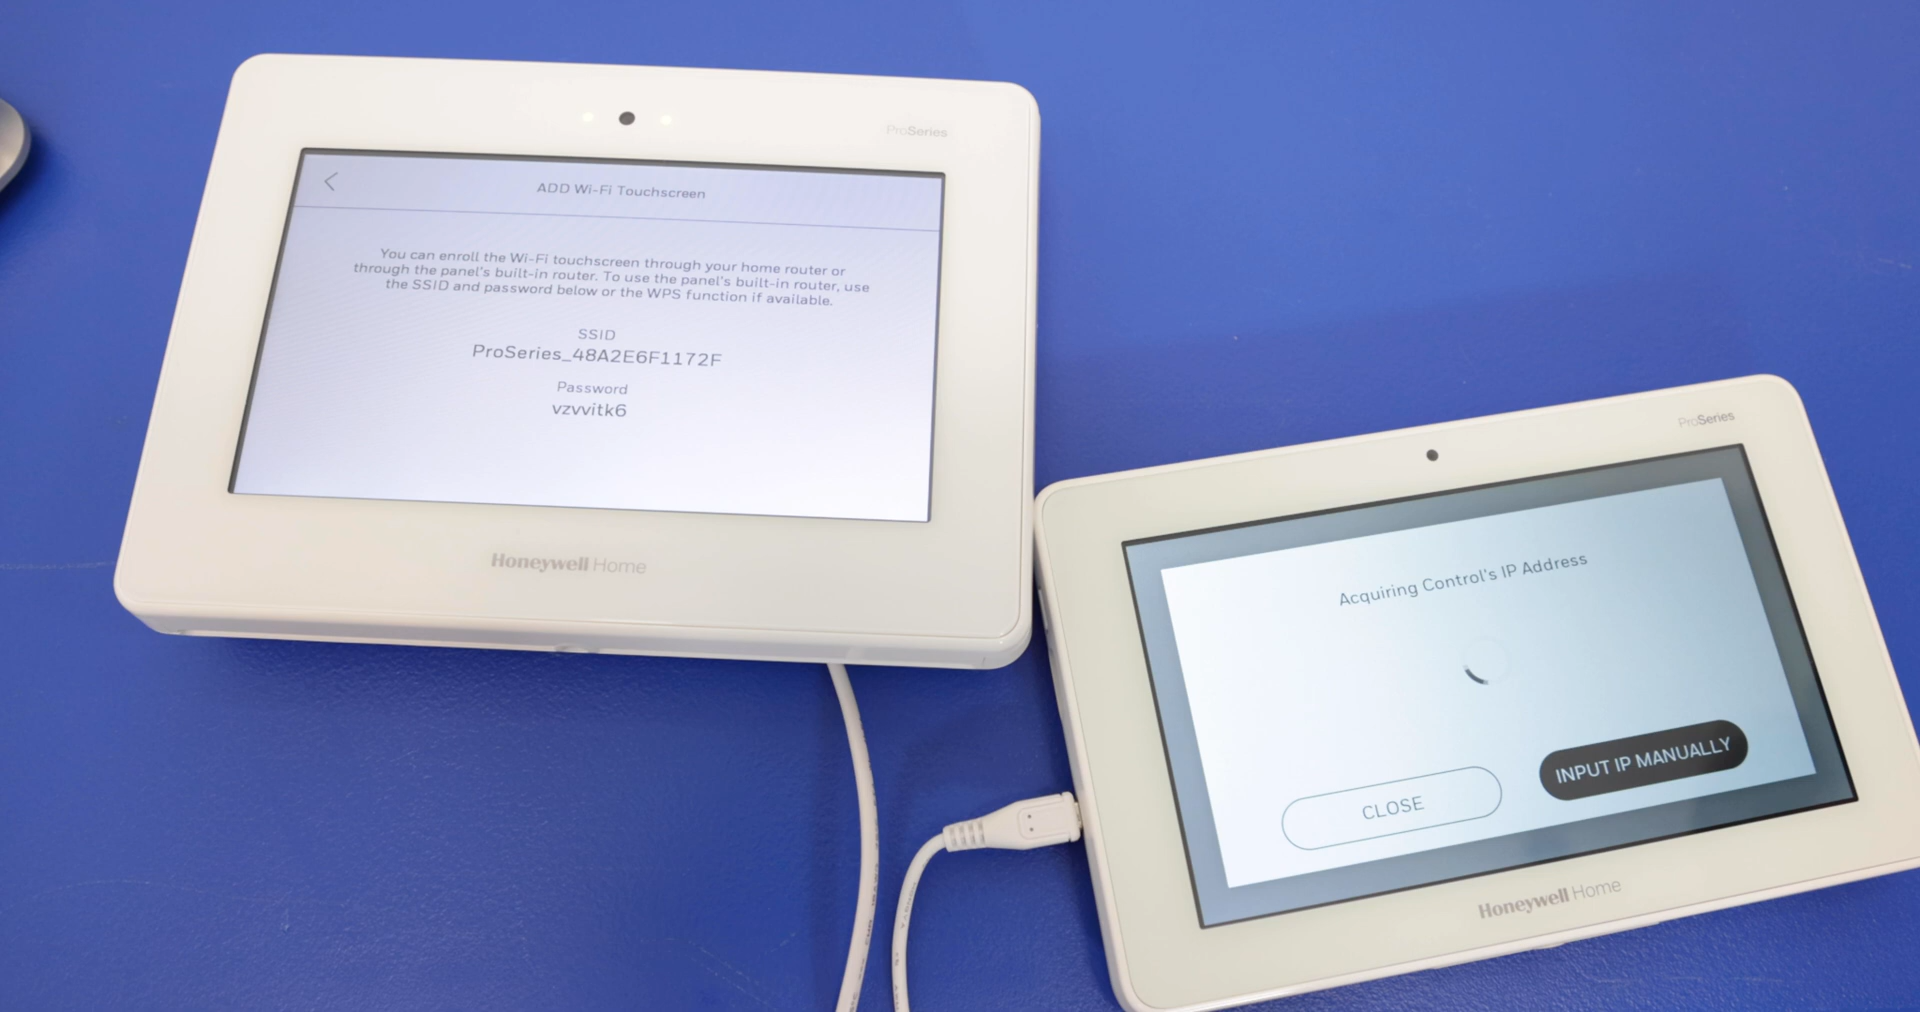 ProSeries
ADD Wi-Fi Touchscreen
You can enroll the Wi-Fi touchscreen through your home router or
through the panel's built-in router. To use the panel's built-in router, use
the SSID and password below or the WPS function if available.
SSID
ProSeries_48A2E6F1172F
Password
vzvvitk6
Honeywell Home
ProSeries
Acquiring Control's IP Address
CLOSE
INPUT IP MANUALLY
Honeywell Home